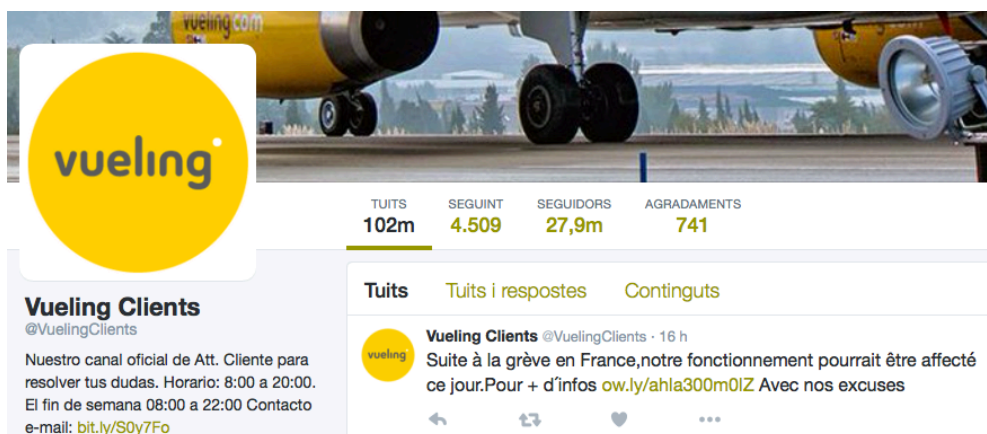 vueling.com
vueling
TUITS SEGUINT SEGUIDORS AGRADAMENTS
102m 4.509 27,9m 741
Vueling Clients
@VuelingClients
Nuestro canal oficial de Att. Cliente para
resolver tus dudas. Horario: 8:00 a 20:00.
El fin de semana 08:00 a 22:00 Contacto
e-mail: bit.ly/S0y7Fo
Tuits Tuits i respostes Continguts
vueling
Vueling Clients @VuelingClients · 16 h
Suite à la grève en France,notre fonctionnement pourrait être affecté
ce jour.Pour + d´infos ow.ly/ahla300m0lZ Avec nos excuses